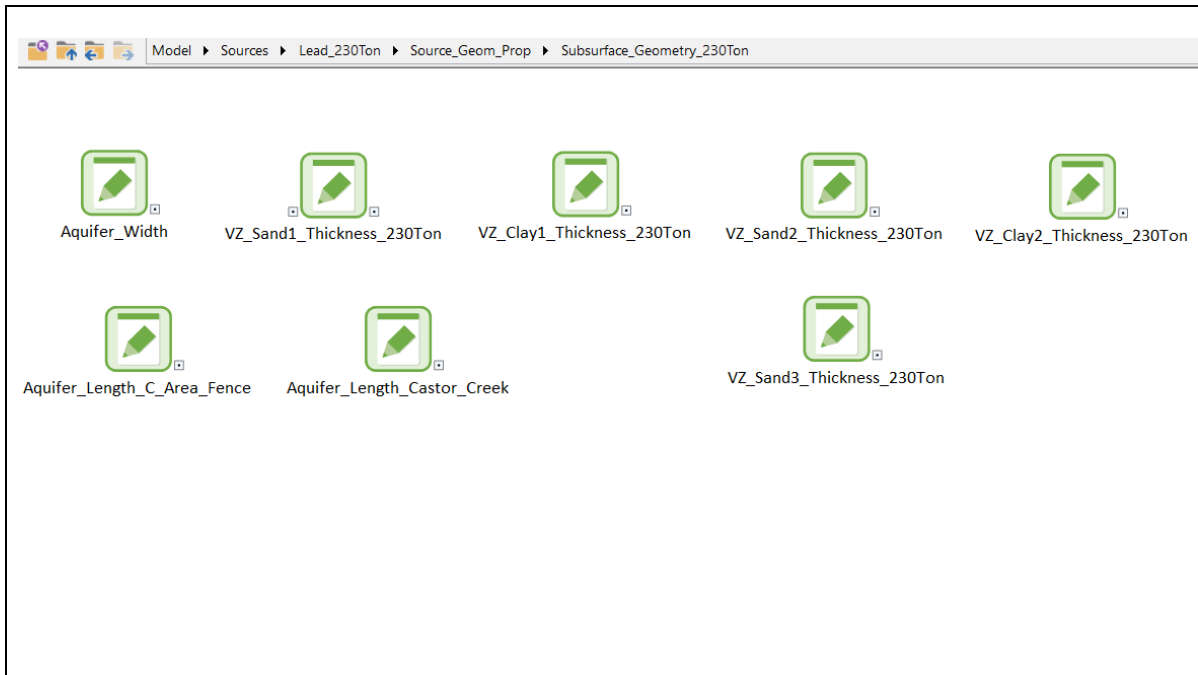 Model ▸ Sources ▸ Lead_230Ton ▸ Source_Geom_Prop ▸ Subsurface_Geometry_230Ton
Aquifer_Width
VZ_Sand1_Thickness_230Ton
VZ_Clay1_Thickness_230Ton
VZ_Sand2_Thickness_230Ton
VZ_Clay2_Thickness_230Ton
Aquifer_Length_C_Area_Fence
Aquifer_Length_Castor_Creek
VZ_Sand3_Thickness_230Ton